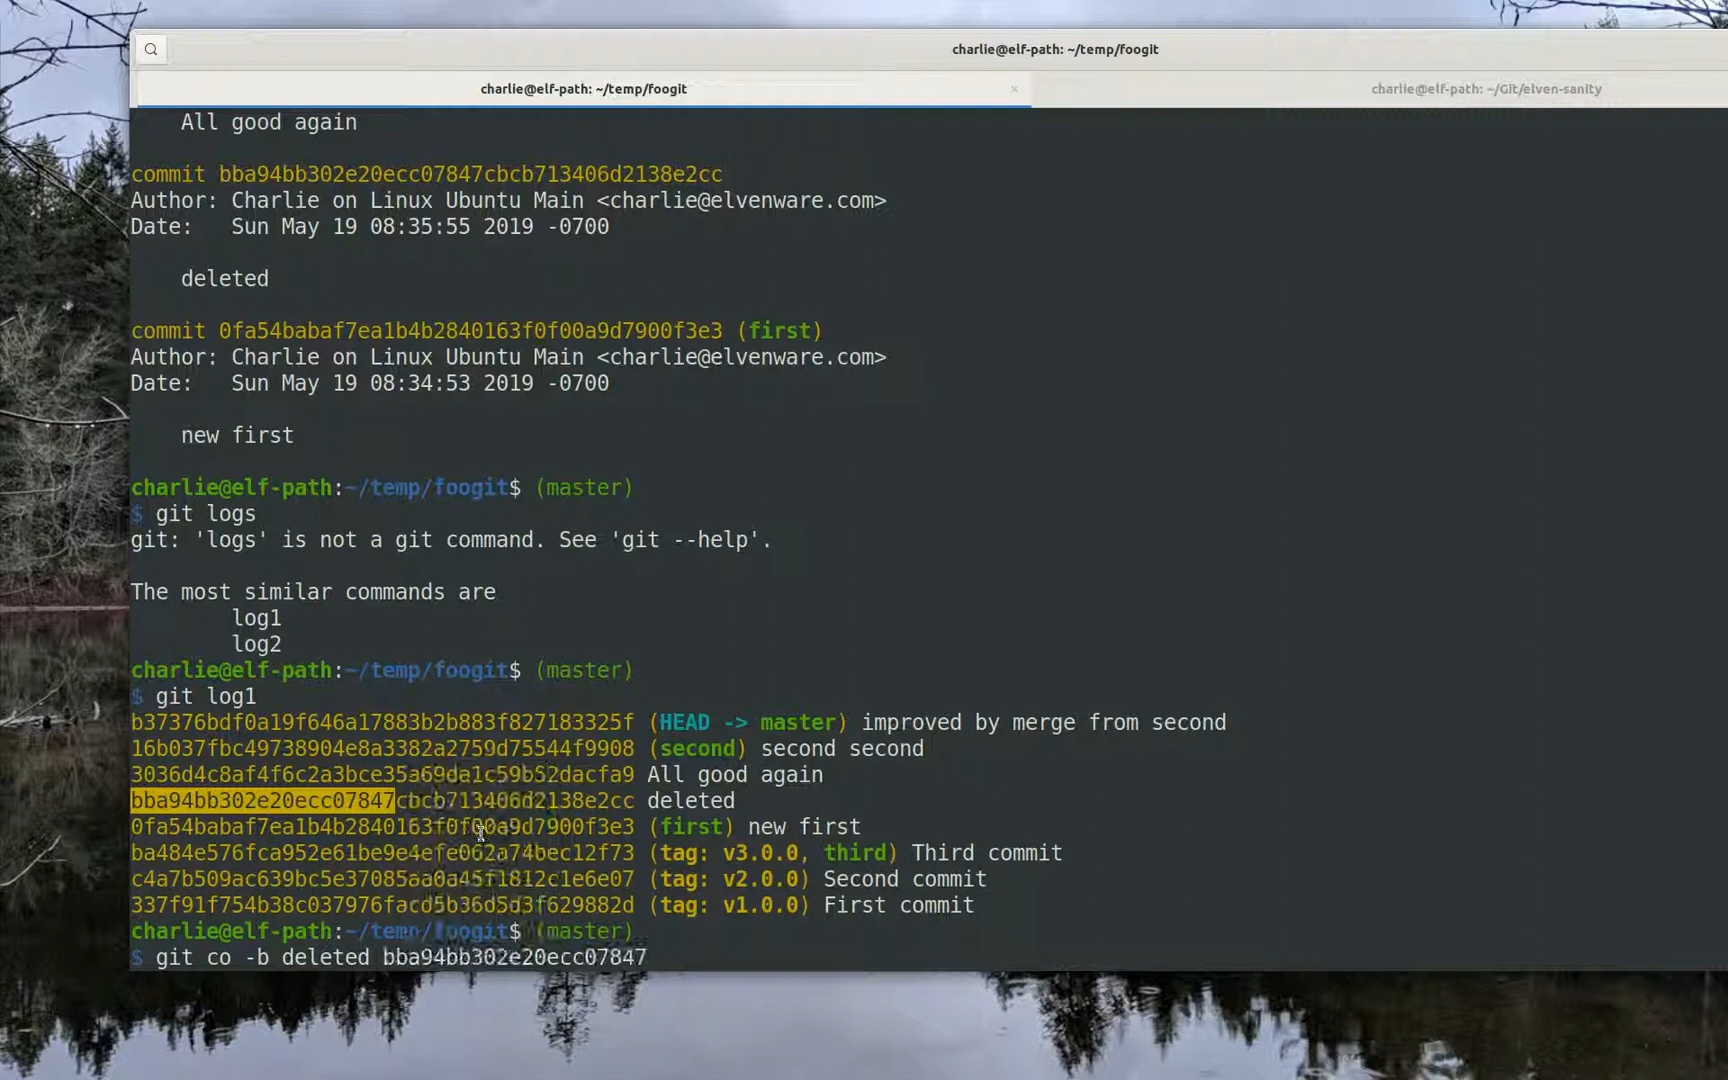 charlie@elf-path: ~/temp/foogit
charlie@elf-path: ~/temp/foogit ×
charlie@elf-path: ~/Git/elven-sanity
All good again
commit bba94bb302e20ecc07847cbcb713406d2138e2cc
Author: Charlie on Linux Ubuntu Main <charlie@elvenware.com>
Date:   Sun May 19 08:35:55 2019 -0700
deleted
commit 0fa54babaf7ea1b4b2840163f0f00a9d7900f3e3 (first)
Author: Charlie on Linux Ubuntu Main <charlie@elvenware.com>
Date:   Sun May 19 08:34:53 2019 -0700
new first
charlie@elf-path:~/temp/foogit$ (master)
$ git logs
git: 'logs' is not a git command. See 'git --help'.
The most similar commands are
log1
log2
charlie@elf-path:~/temp/foogit$ (master)
$ git log1
b37376bdf0a19f646a17883b2b883f827183325f (HEAD -> master) improved by merge from second
16b037fbc49738904e8a3382a2759d75544f9908 (second) second second
3036d4c8af4f6c2a3bce35a69da1c59b62dacfa9 All good again
bba94bb302e20ecc07847cbcb713406d2138e2cc deleted
0fa54babaf7ea1b4b2840163f0f00a9d7900f3e3 (first) new first
ba484e576fca952e61be9e4efe062a74bec12f73 (tag: v3.0.0, third) Third commit
c4a7b509ac639bc5e37085aa0a45f1812c1e6e07 (tag: v2.0.0) Second commit
337f91f754b38c037976facd5b36d5d3f629882d (tag: v1.0.0) First commit
charlie@elf-path:~/temp/foogit$ (master)
$ git co -b deleted bba94bb302e20ecc07847